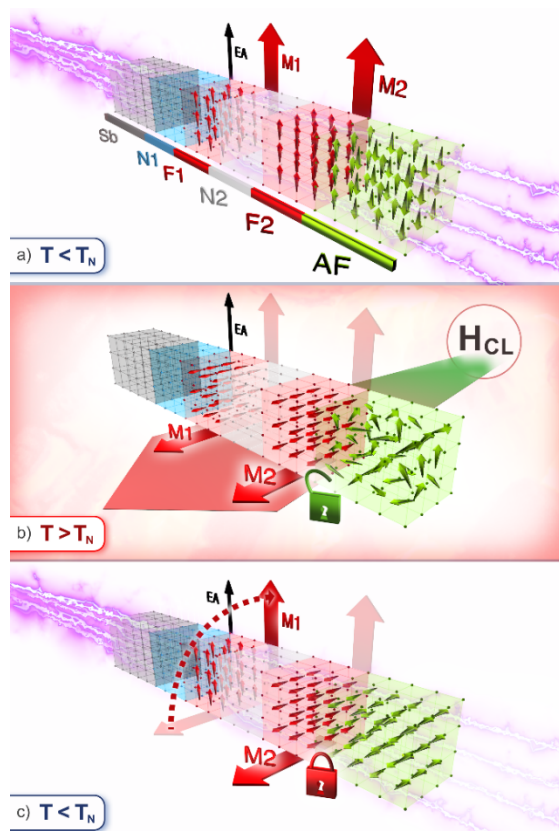 EA
M1
M2
Sb
N1
F1
N2
F2
AF
a) T < TN
EA
HCL
M1
M2
b) T > TN
EA
M1
M2
c) T < TN